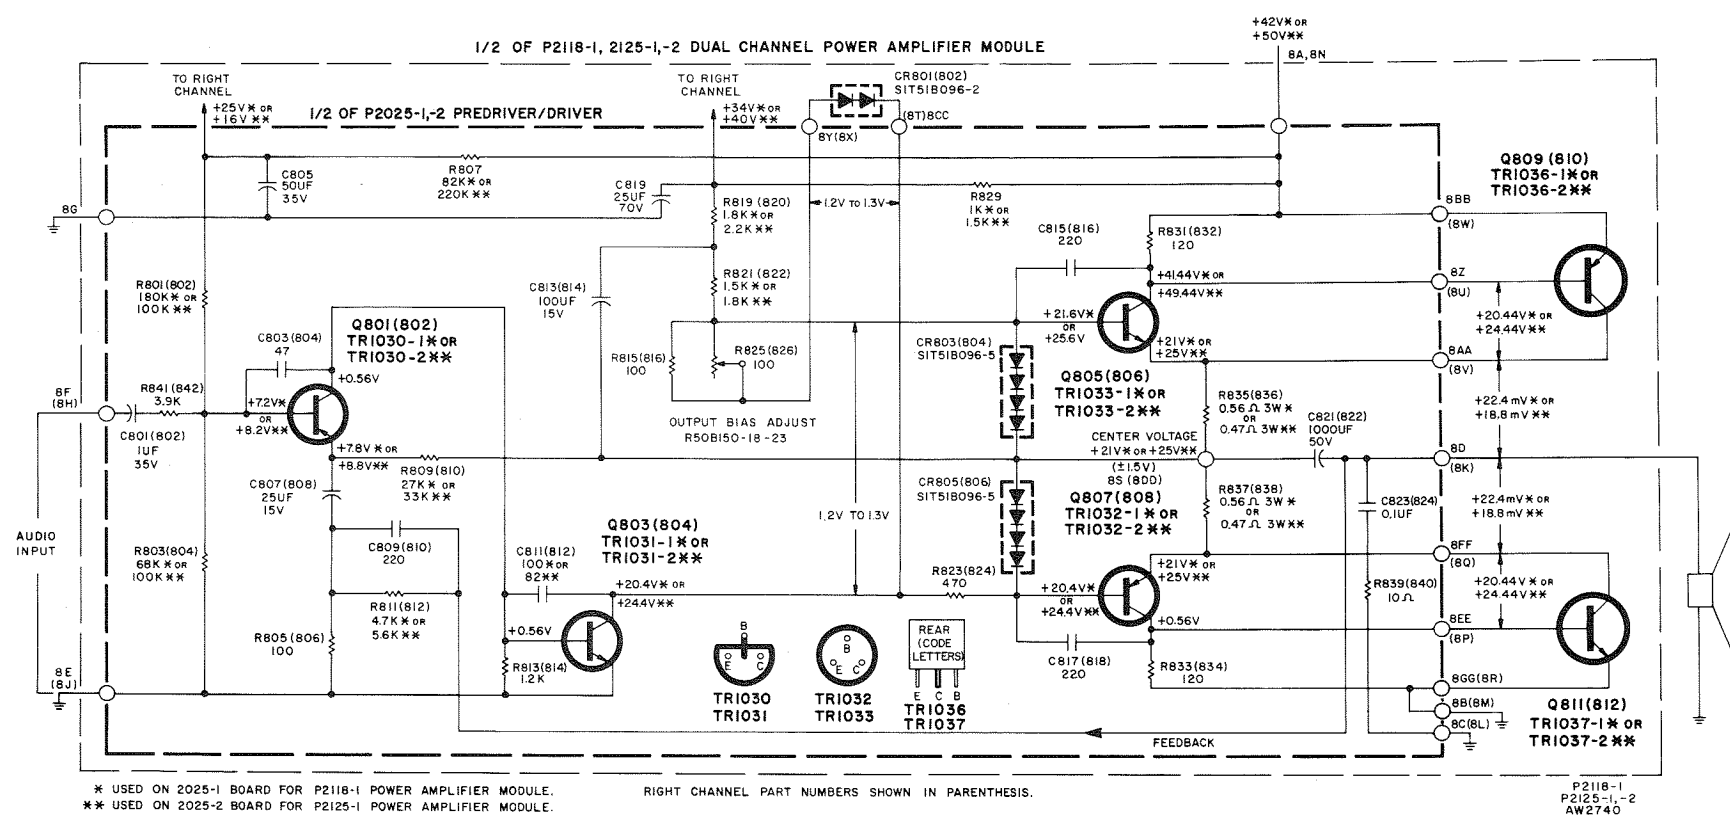 +42V* OR
+50V**
8A,8N
1/2 OF P2118-1, 2125-1,-2 DUAL CHANNEL POWER AMPLIFIER MODULE
TO RIGHT
CHANNEL
+25V* OR
+16V**
1/2 OF P2025-1,-2 PREDRIVER/DRIVER
TO RIGHT
CHANNEL
+34V* OR
+40V**
CR801(802)
SIT51B096-2
8Y(8X)
(8T)8CC
C805
50UF
35V
R807
82K* OR
220K**
C819
25UF
70V
R819 (820)
1.8K* OR
2.2K**
1.2V TO 1.3V
R829
1K* OR
1.5K**
8G
Q809 (810)
TR1036-1* OR
TR1036-2**
8BB
(8W)
C815(816)
220
R831(832)
120
R801(802)
180K* OR
100K**
C813(814)
100UF
15V
R821 (822)
1.5K* OR
1.8K**
+41.44V* OR
+49.44V**
8Z
(8U)
+20.44V* OR
+24.44V**
Q801(802)
TR1030-1* OR
TR1030-2**
C803(804)
47
+0.56V
R815(816)
100
R825(826)
100
CR803(804)
SIT51B096-5
+21.6V*
OR
+25.6V
+21V* OR
+25V**
8AA
(8V)
Q805(806)
TR1033-1* OR
TR1033-2**
8F
(8H)
R841 (842)
3.9K
+7.2V*
OR
+8.2V**
C801(802)
1UF
35V
+7.8V* OR
+8.8V**
R809(810)
27K* OR
33K**
OUTPUT BIAS ADJUST
R50B150-18-23
CENTER VOLTAGE
+21V* OR +25V**
(±1.5V)
8S (8DD)
R835(836)
0.56Ω 3W*
OR
0.47Ω 3W**
C821(822)
1000UF
50V
+22.4mV* OR
+18.8mV**
8D
(8K)
C807(808)
25UF
15V
CR805(806)
SIT51B096-5
Q807(808)
TR1032-1* OR
TR1032-2**
R837(838)
0.56Ω 3W*
OR
0.47Ω 3W**
C823(824)
0.1UF
+22.4mV* OR
+18.8mV**
AUDIO
INPUT
1.2V TO 1.3V
Q803(804)
TR1031-1* OR
TR1031-2**
C809(810)
220
C811(812)
100* OR
82**
R803(804)
68K* OR
100K**
+20.4V* OR
+24.4V**
R823(824)
470
+20.4V*
OR
+24.4V**
+21V* OR
+25V**
8FF
(8Q)
R839(840)
10Ω
+20.44V* OR
+24.44V**
R811(812)
4.7K* OR
5.6K**
R805 (806)
100
+0.56V
R813(814)
1.2K
+0.56V
8EE
(8P)
C817(818)
220
R833(834)
120
8GG(8R)
8B(8M)
8C(8L)
8E
(8J)
B
E C
TR1030
TR1031
B
E C
TR1032
TR1033
REAR
(CODE
LETTERS)
E C B
TR1036
TR1037
Q811(812)
TR1037-1* OR
TR1037-2**
FEEDBACK
* USED ON 2025-1 BOARD FOR P2118-1 POWER AMPLIFIER MODULE.
** USED ON 2025-2 BOARD FOR P2125-1 POWER AMPLIFIER MODULE.
RIGHT CHANNEL PART NUMBERS SHOWN IN PARENTHESIS.
P2118-1
P2125-1,-2
AW2740